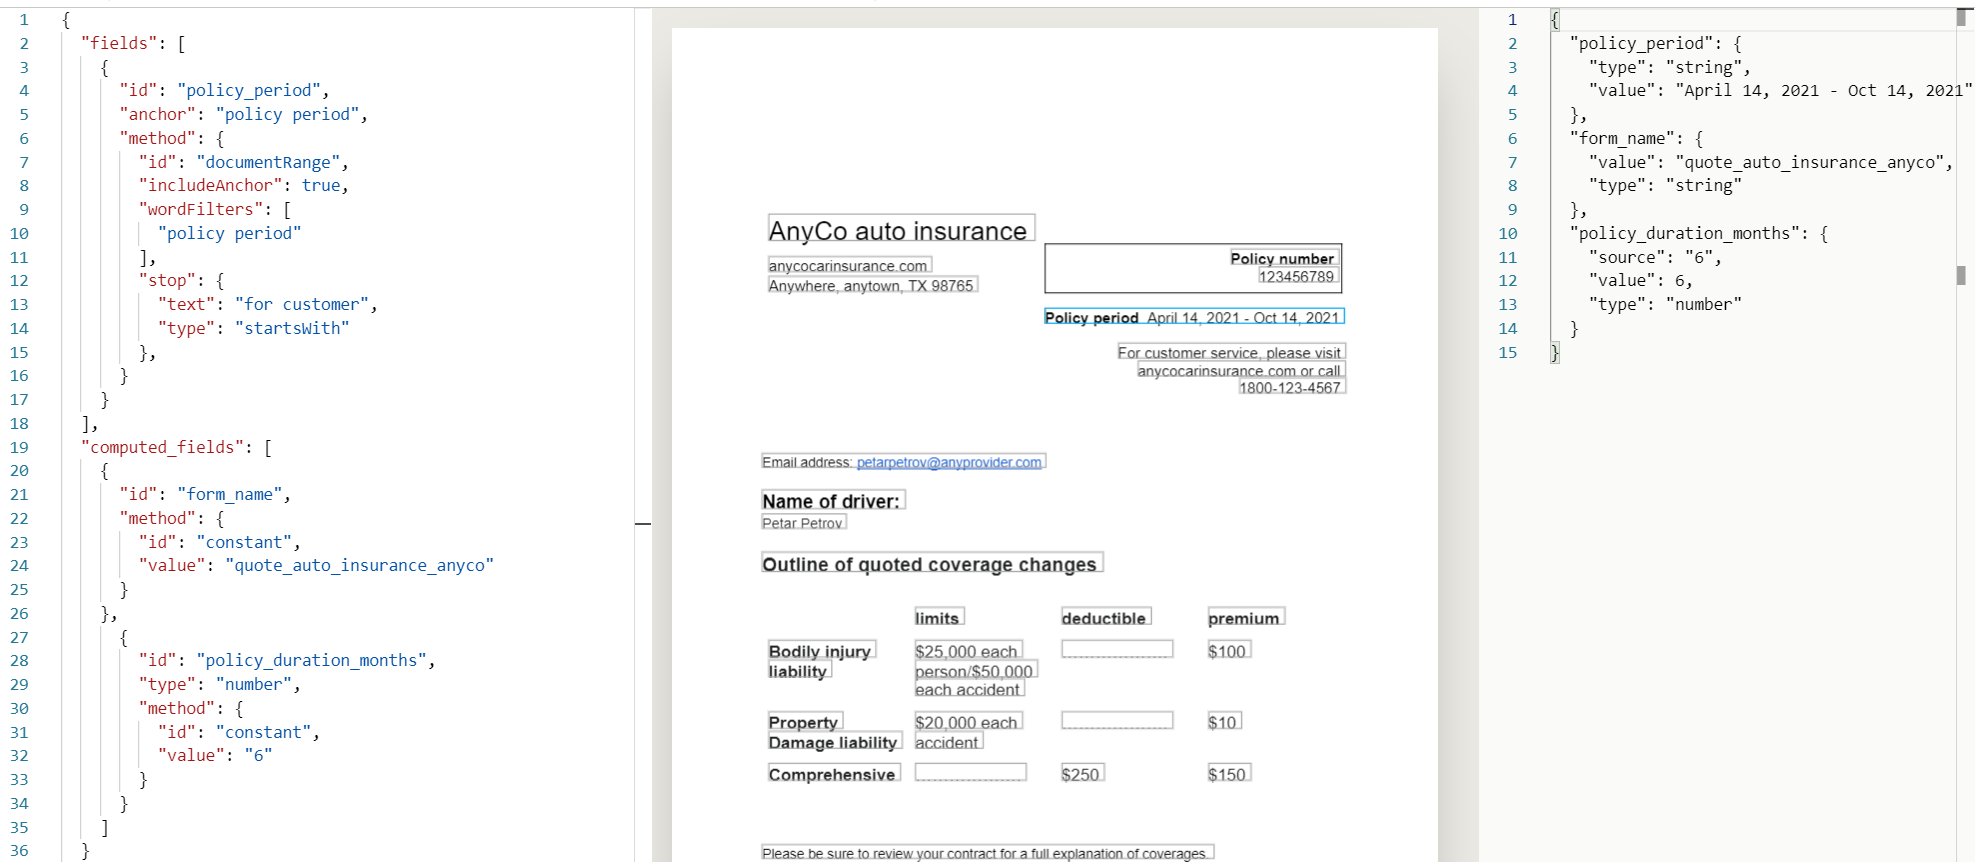 1 {
2 "fields": [
3 {
4 "id": "policy_period",
5 "anchor": "policy period",
6 "method": {
7 "id": "documentRange",
8 "includeAnchor": true,
9 "wordFilters": [
10 "policy period"
11 ],
12 "stop": {
13 "text": "for customer",
14 "type": "startsWith"
15 },
16 }
17 }
18 ],
19 "computed_fields": [
20 {
21 "id": "form_name",
22 "method": {
23 "id": "constant",
24 "value": "quote_auto_insurance_anyco"
25 }
26 },
27 {
28 "id": "policy_duration_months",
29 "type": "number",
30 "method": {
31 "id": "constant",
32 "value": "6"
33 }
34 }
35 ]
36 }
AnyCo auto insurance
anycocarinsurance.com
Anywhere, anytown, TX 98765
Policy number
123456789
Policy period April 14, 2021 - Oct 14, 2021
For customer service, please visit
anycocarinsurance.com or call
1800-123-4567
Email address: petarpetrov@anyprovider.com
Name of driver:
Petar Petrov
Outline of quoted coverage changes
limits deductible premium
Bodily injury $25,000 each $100
liability person/$50,000
each accident
Property $20,000 each $10
Damage liability accident
Comprehensive $250 $150
Please be sure to review your contract for a full explanation of coverages.
1 {
2 "policy_period": {
3 "type": "string",
4 "value": "April 14, 2021 - Oct 14, 2021"
5 },
6 "form_name": {
7 "value": "quote_auto_insurance_anyco",
8 "type": "string"
9 },
10 "policy_duration_months": {
11 "source": "6",
12 "value": 6,
13 "type": "number"
14 }
15 }